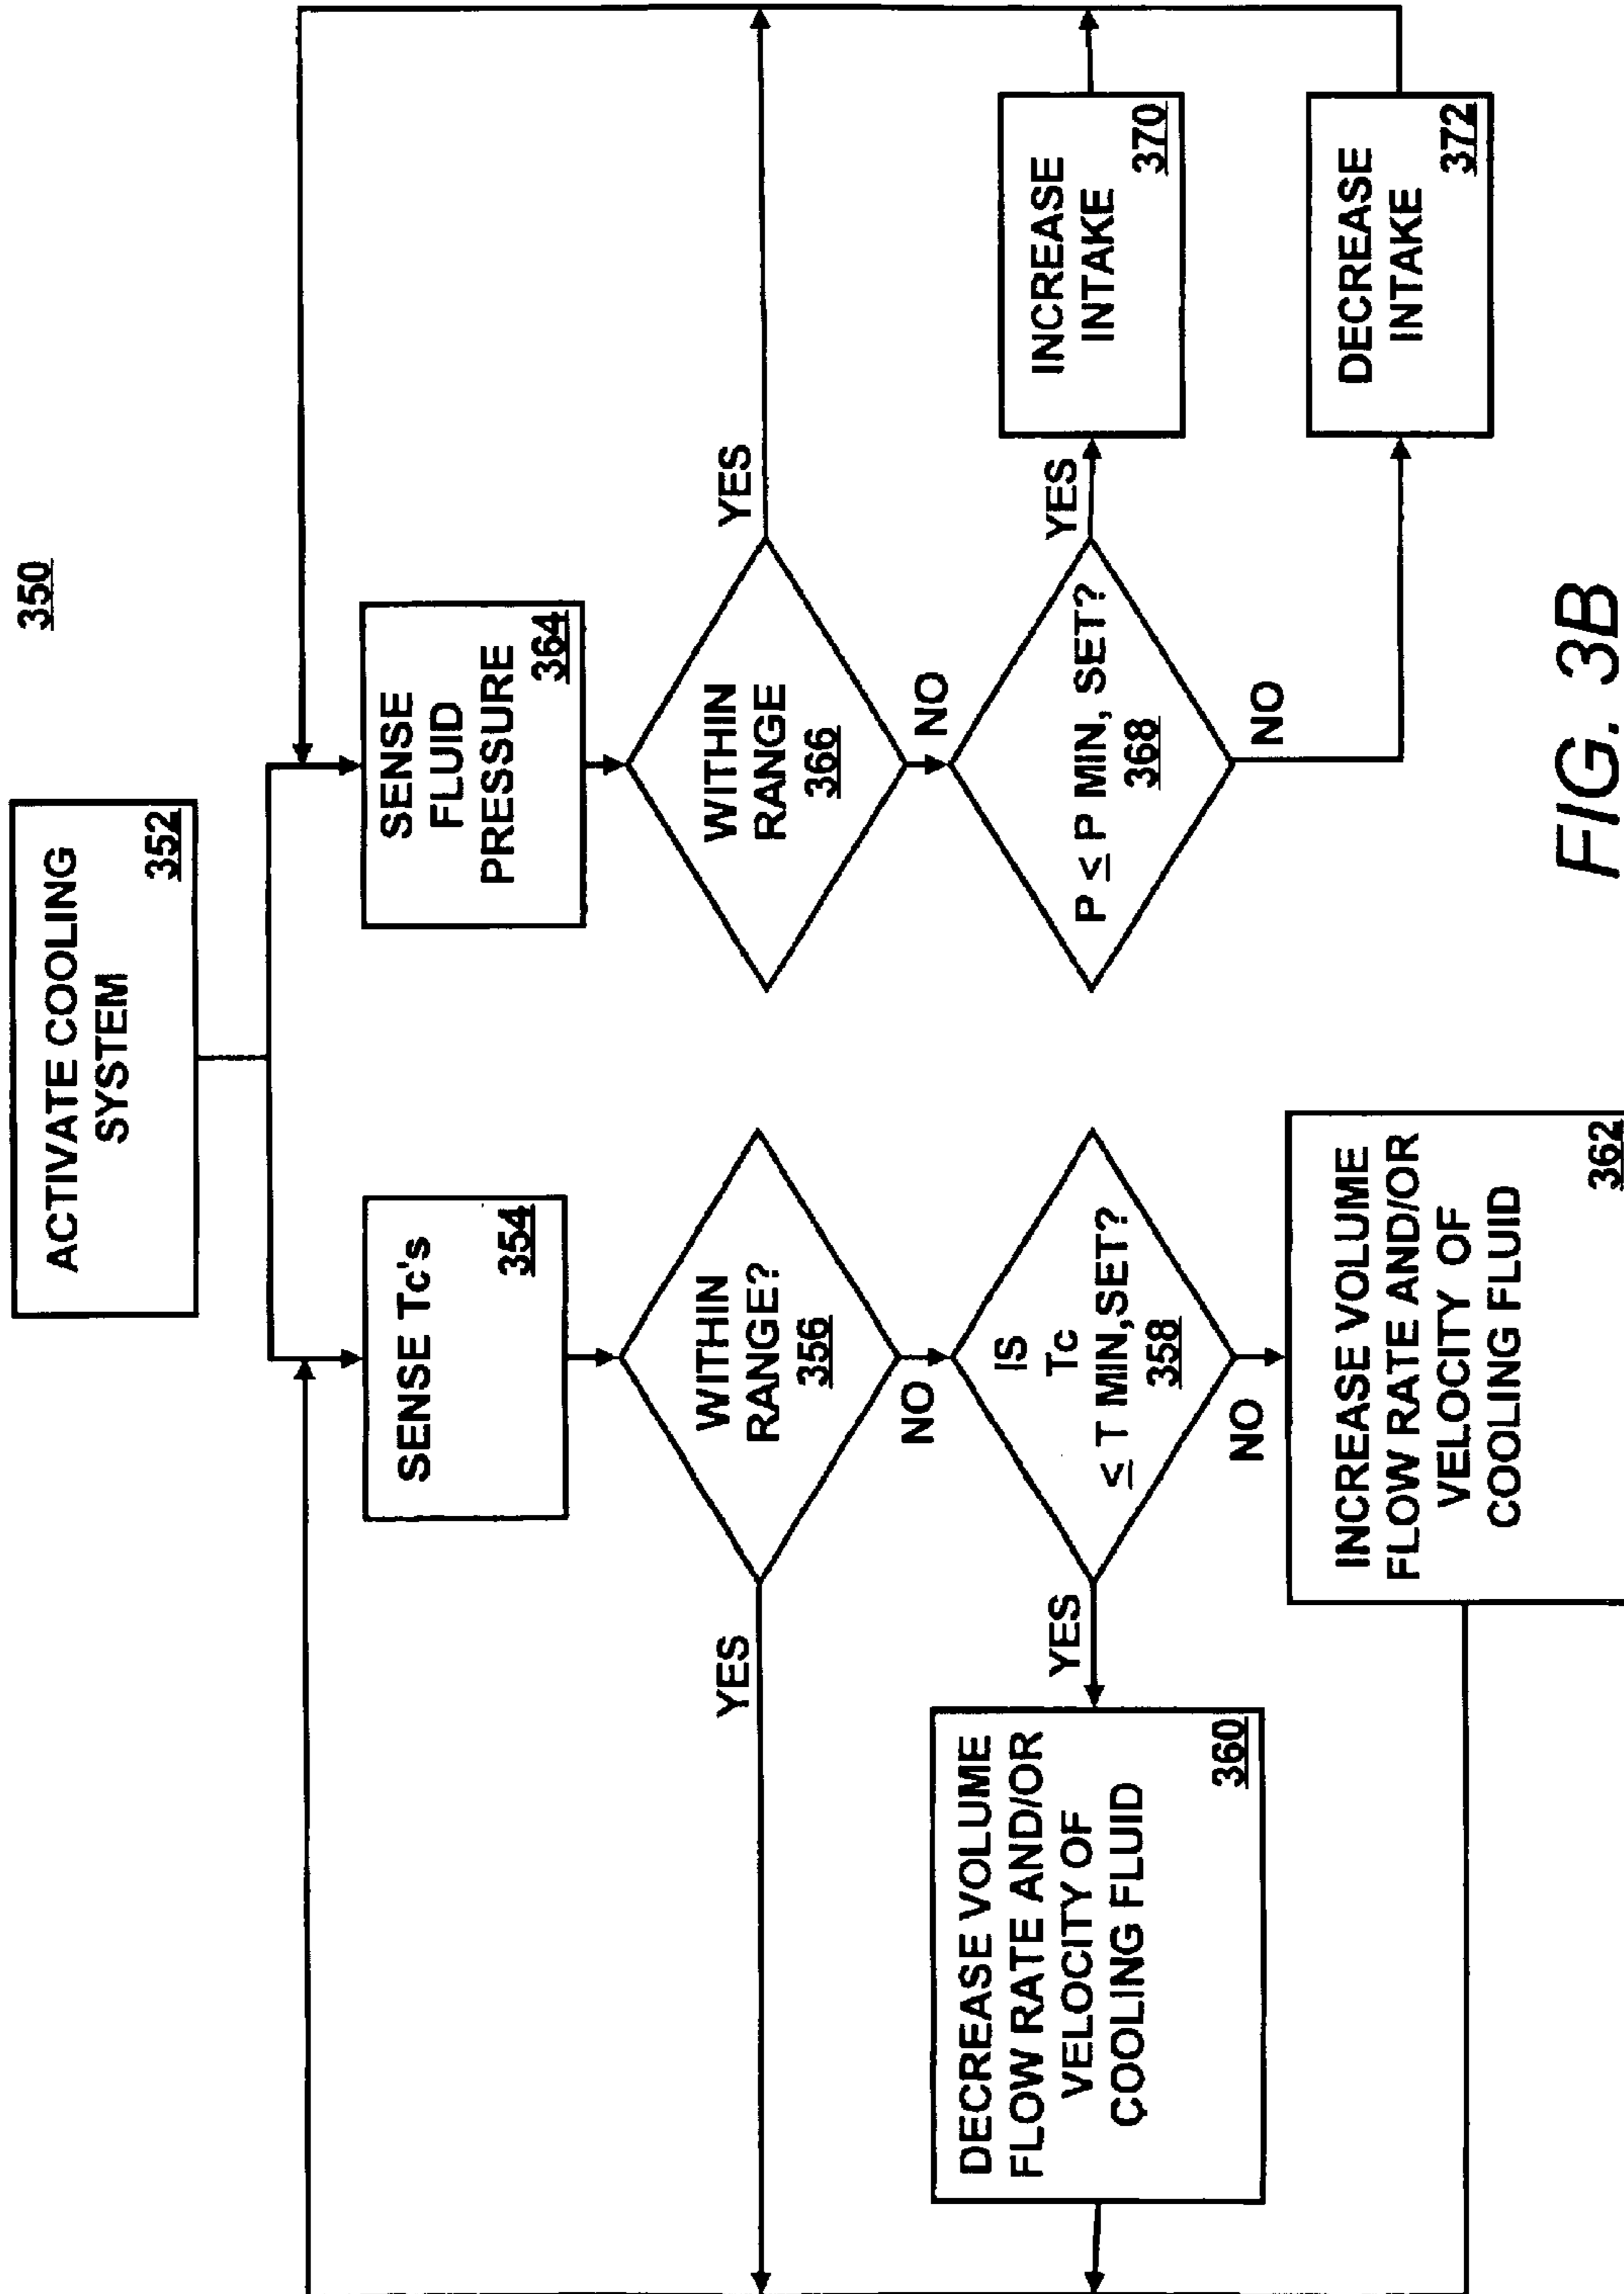 350
ACTIVATE COOLING
SYSTEM
352
SENSE Tc's
354
WITHIN
RANGE?
356
YES
NO
IS
Tc
≤ T MIN,SET?
358
YES
NO
DECREASE VOLUME
FLOW RATE AND/OR
VELOCITY OF
COOLING FLUID
360
INCREASE VOLUME
FLOW RATE AND/OR
VELOCITY OF
COOLING FLUID
362
SENSE
FLUID
PRESSURE
364
WITHIN
RANGE
366
YES
NO
P ≤ P MIN, SET?
368
YES
NO
INCREASE
INTAKE
370
DECREASE
INTAKE
372
FIG. 3B